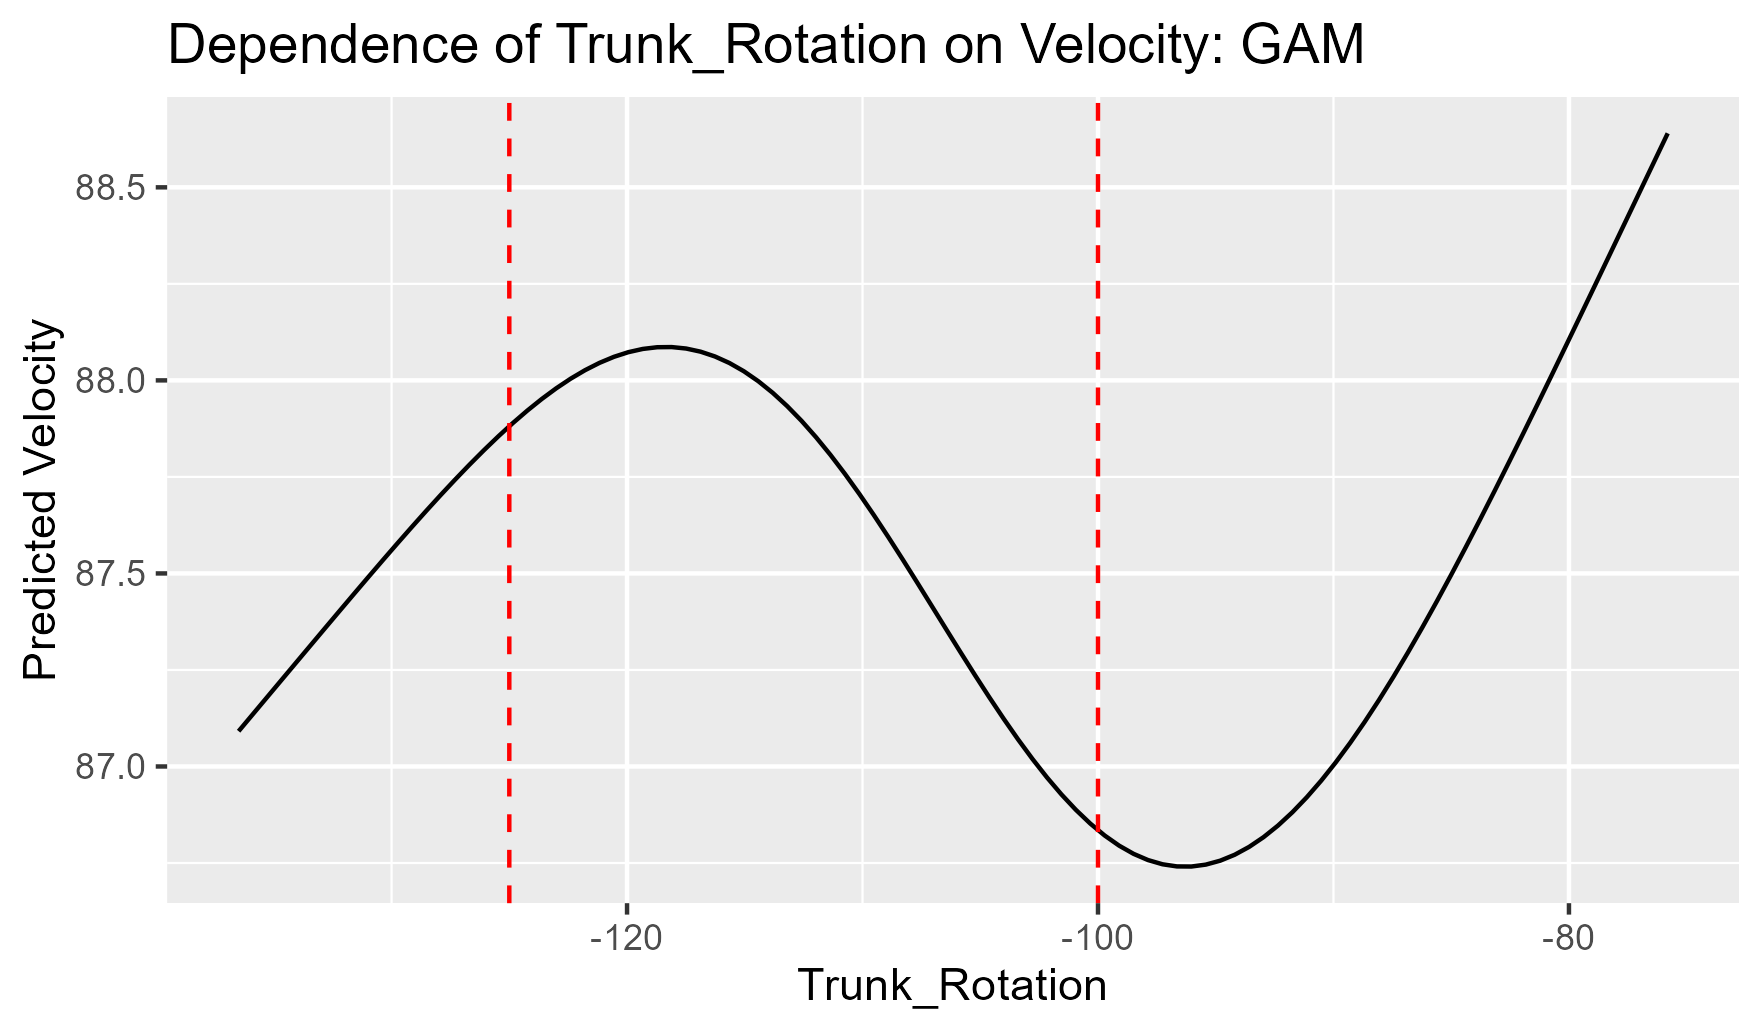 Dependence of Trunk_Rotation on Velocity: GAM
88.5
88.0
87.5
87.0
Predicted Velocity
-120
-100
-80
Trunk_Rotation